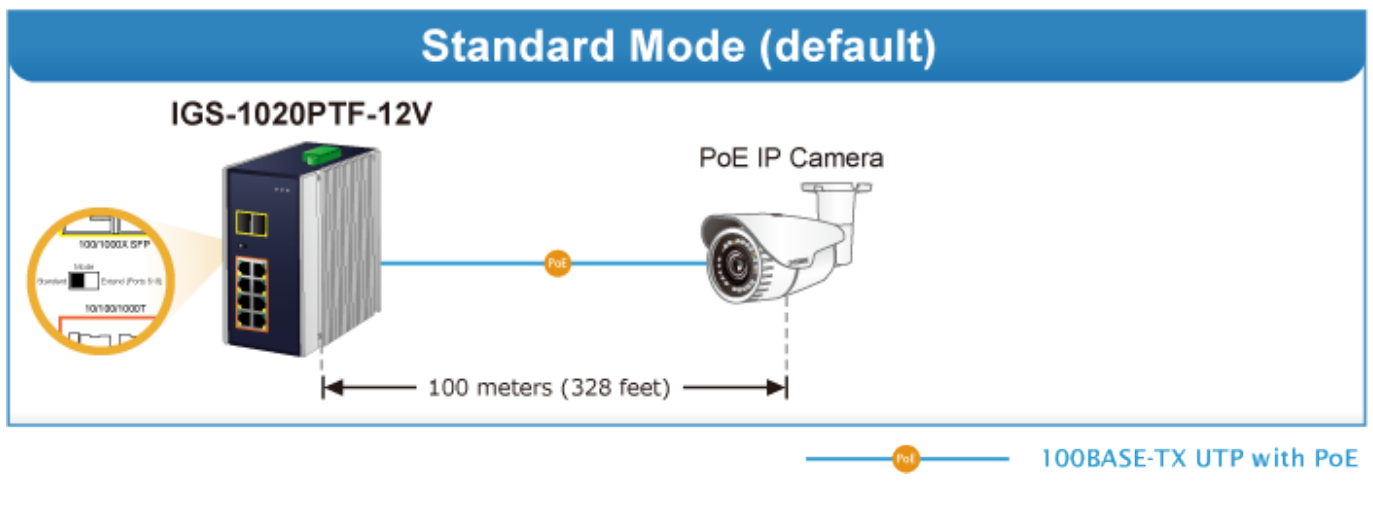 Standard Mode (default)
IGS-1020PTF-12V
PoE IP Camera
100/1000X SFP
Mode
Standard Extend (Ports 5-8)
10/100/1000T
PoE
100 meters (328 feet)
PoE 100BASE-TX UTP with PoE